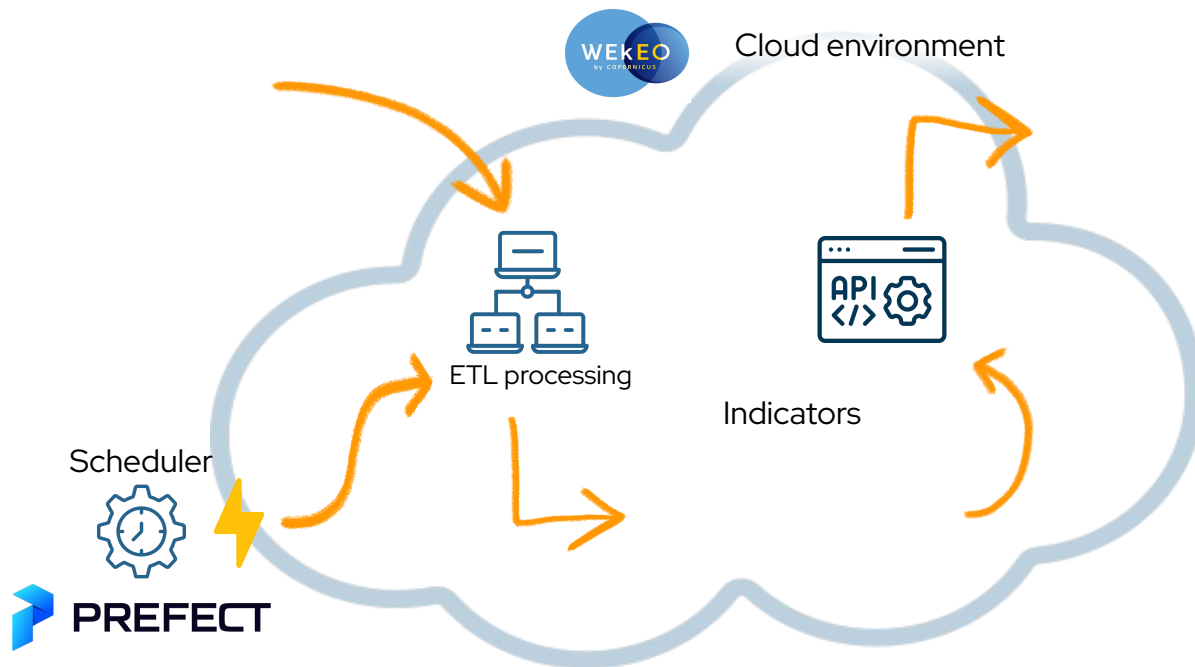 WEkEO
by COPERNICUS
Cloud environment
API
</>
ETL processing
Indicators
Scheduler
PREFECT